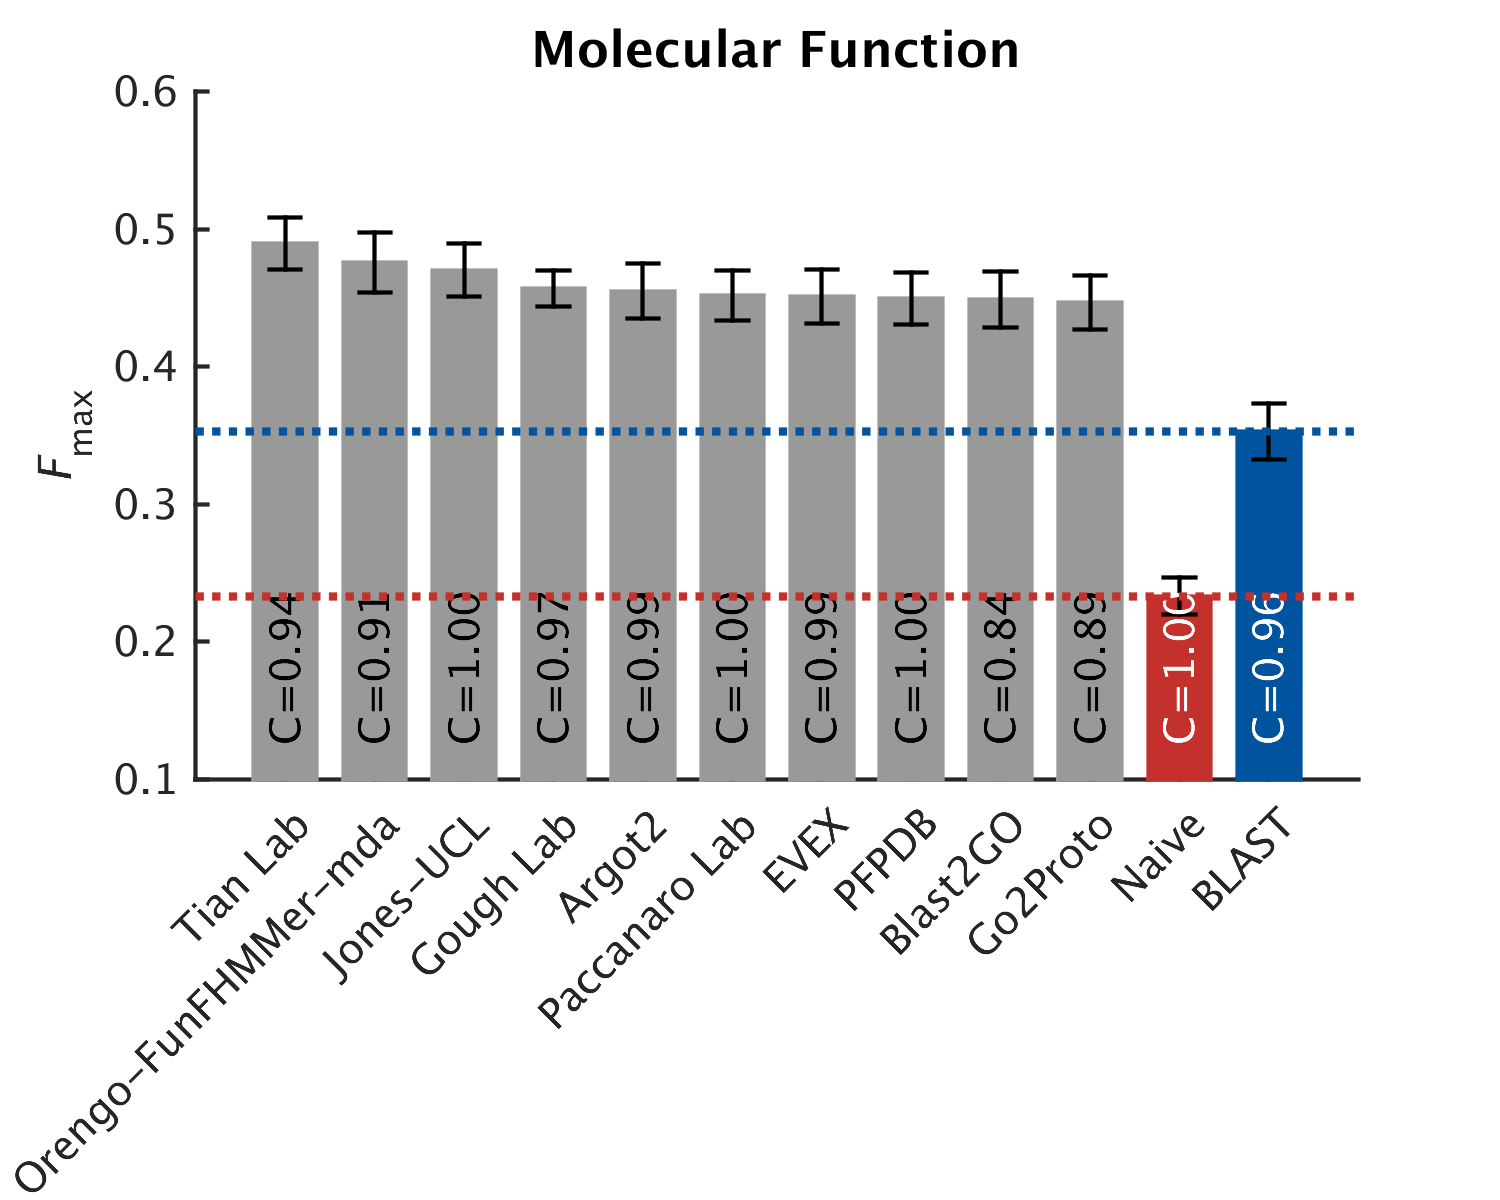 Molecular Function
0.6
0.5
0.4
0.3
0.2
0.1
Fmax
C=0.94
C=0.91
C=1.00
C=0.97
C=0.99
C=1.00
C=0.99
C=1.00
C=0.84
C=0.89
C=1.00
C=0.96
Tian Lab
Orengo-FunFHMMer-mda
Jones-UCL
Gough Lab
Argot2
Paccanaro Lab
EVEX
PFPDB
Blast2GO
Go2Proto
Naive
BLAST